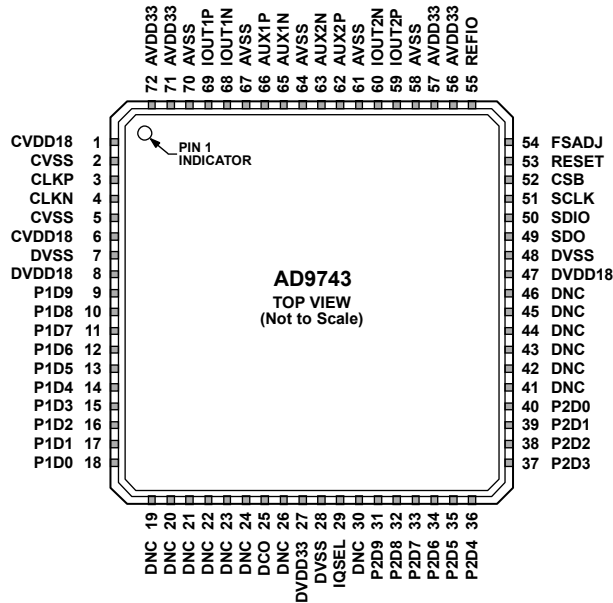 72 AVDD33
71 AVDD33
70 AVSS
69 IOUT1P
68 IOUT1N
67 AVSS
66 AUX1P
65 AUX1N
64 AVSS
63 AUX2N
62 AUX2P
61 AVSS
60 IOUT2N
59 IOUT2P
58 AVSS
57 AVDD33
56 AVDD33
55 REFIO
CVDD18 1
CVSS 2
CLKP 3
CLKN 4
CVSS 5
CVDD18 6
DVSS 7
DVDD18 8
P1D9 9
P1D8 10
P1D7 11
P1D6 12
P1D5 13
P1D4 14
P1D3 15
P1D2 16
P1D1 17
P1D0 18
PIN 1
INDICATOR
AD9743
TOP VIEW
(Not to Scale)
54 FSADJ
53 RESET
52 CSB
51 SCLK
50 SDIO
49 SDO
48 DVSS
47 DVDD18
46 DNC
45 DNC
44 DNC
43 DNC
42 DNC
41 DNC
40 P2D0
39 P2D1
38 P2D2
37 P2D3
DNC 19
DNC 20
DNC 21
DNC 22
DNC 23
DNC 24
DCO 25
DNC 26
DVDD33 27
DVSS 28
IQSEL 29
DNC 30
P2D9 31
P2D8 32
P2D7 33
P2D6 34
P2D5 35
P2D4 36